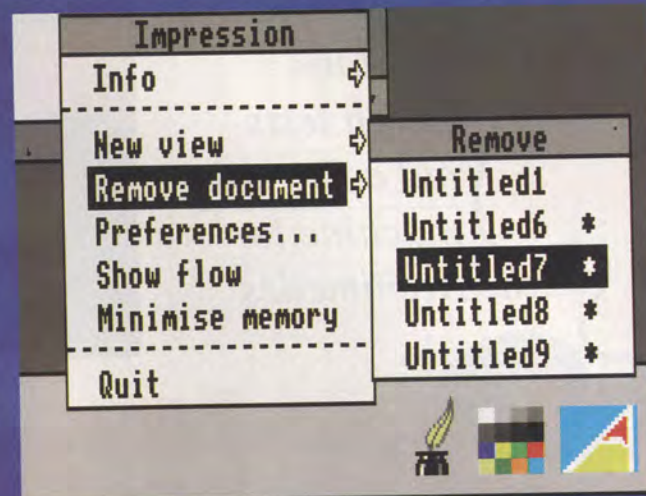 Impression
Info
New view
Remove document
Preferences...
Show flow
Minimise memory
Quit
Remove
Untitled1
Untitled6 *
Untitled7 *
Untitled8 *
Untitled9 *